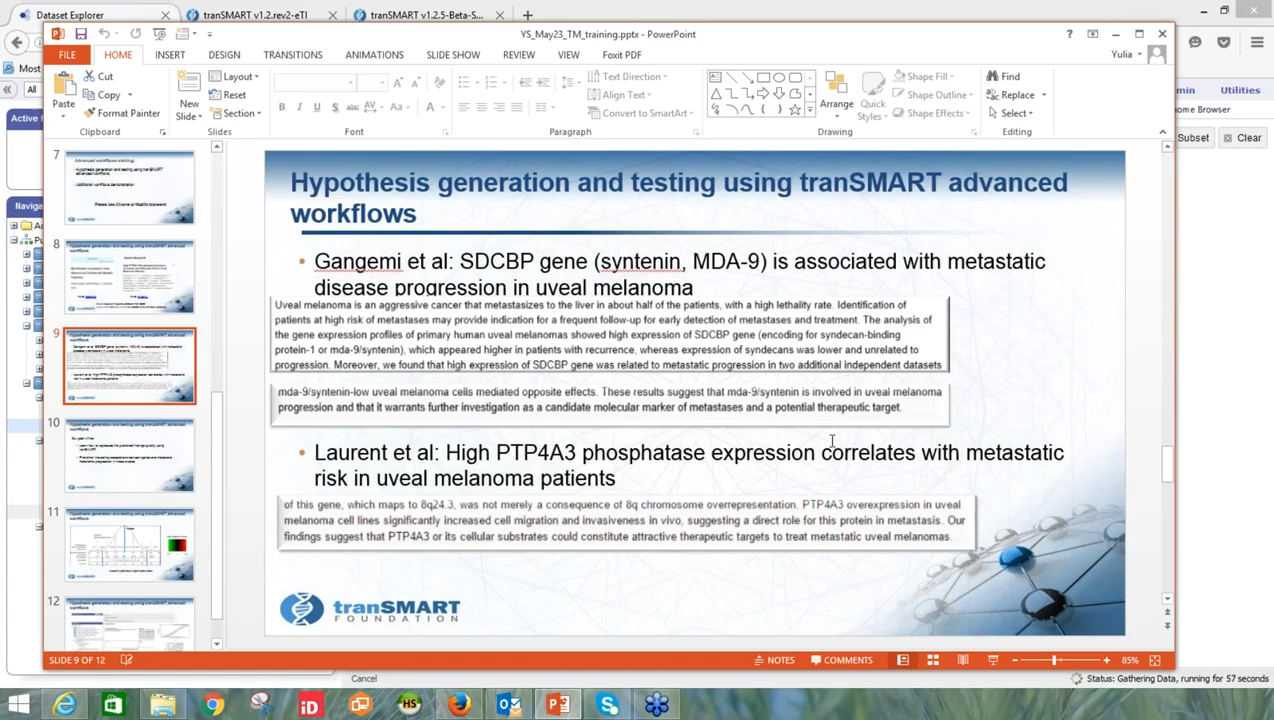 Dataset Explorer
tranSMART v1.2.rev2-eTI
tranSMART v1.2.5-Beta-S...
YS_May23_TM_training.pptx - PowerPoint
FILE HOME INSERT DESIGN TRANSITIONS ANIMATIONS SLIDE SHOW REVIEW VIEW Foxit PDF
Yulia
Most
All
Active
Naviga
Paste
Cut
Copy
Format Painter
Clipboard
New Slide
Layout
Reset
Section
Slides
Font
Text Direction
Align Text
Convert to SmartArt
Paragraph
Arrange
Quick Styles
Shape Fill
Shape Outline
Shape Effects
Drawing
Find
Replace
Select
Editing
min Utilities
ome Browser
Subset
Clear
7
8
9
10
11
12
Hypothesis generation and testing using tranSMART advanced
workflows
• Gangemi et al: SDCBP gene (syntenin, MDA-9) is associated with metastatic
disease progression in uveal melanoma
Uveal melanoma is an aggressive cancer that metastasizes to the liver in about half of the patients, with a high lethality rate. Identification of
patients at high risk of metastases may provide indication for a frequent follow-up for early detection of metastases and treatment. The analysis of
the gene expression profiles of primary human uveal melanomas showed high expression of SDCBP gene (encoding for syndecan-binding
protein-1 or mda-9/syntenin), which appeared higher in patients with recurrence, whereas expression of syndecans was lower and unrelated to
progression. Moreover, we found that high expression of SDCBP gene was related to metastatic progression in two additional independent datasets
mda-9/syntenin-low uveal melanoma cells mediated opposite effects. These results suggest that mda-9/syntenin is involved in uveal melanoma
progression and that it warrants further investigation as a candidate molecular marker of metastases and a potential therapeutic target.
• Laurent et al: High PTP4A3 phosphatase expression correlates with metastatic
risk in uveal melanoma patients
of this gene, which maps to 8q24.3, was not merely a consequence of 8q chromosome overrepresentation. PTP4A3 overexpression in uveal
melanoma cell lines significantly increased cell migration and invasiveness in vivo, suggesting a direct role for this protein in metastasis. Our
findings suggest that PTP4A3 or its cellular substrates could constitute attractive therapeutic targets to treat metastatic uveal melanomas.
tranSMART
FOUNDATION
SLIDE 9 OF 12
NOTES
COMMENTS
85%
Cancel
Status: Gathering Data, running for 57 seconds